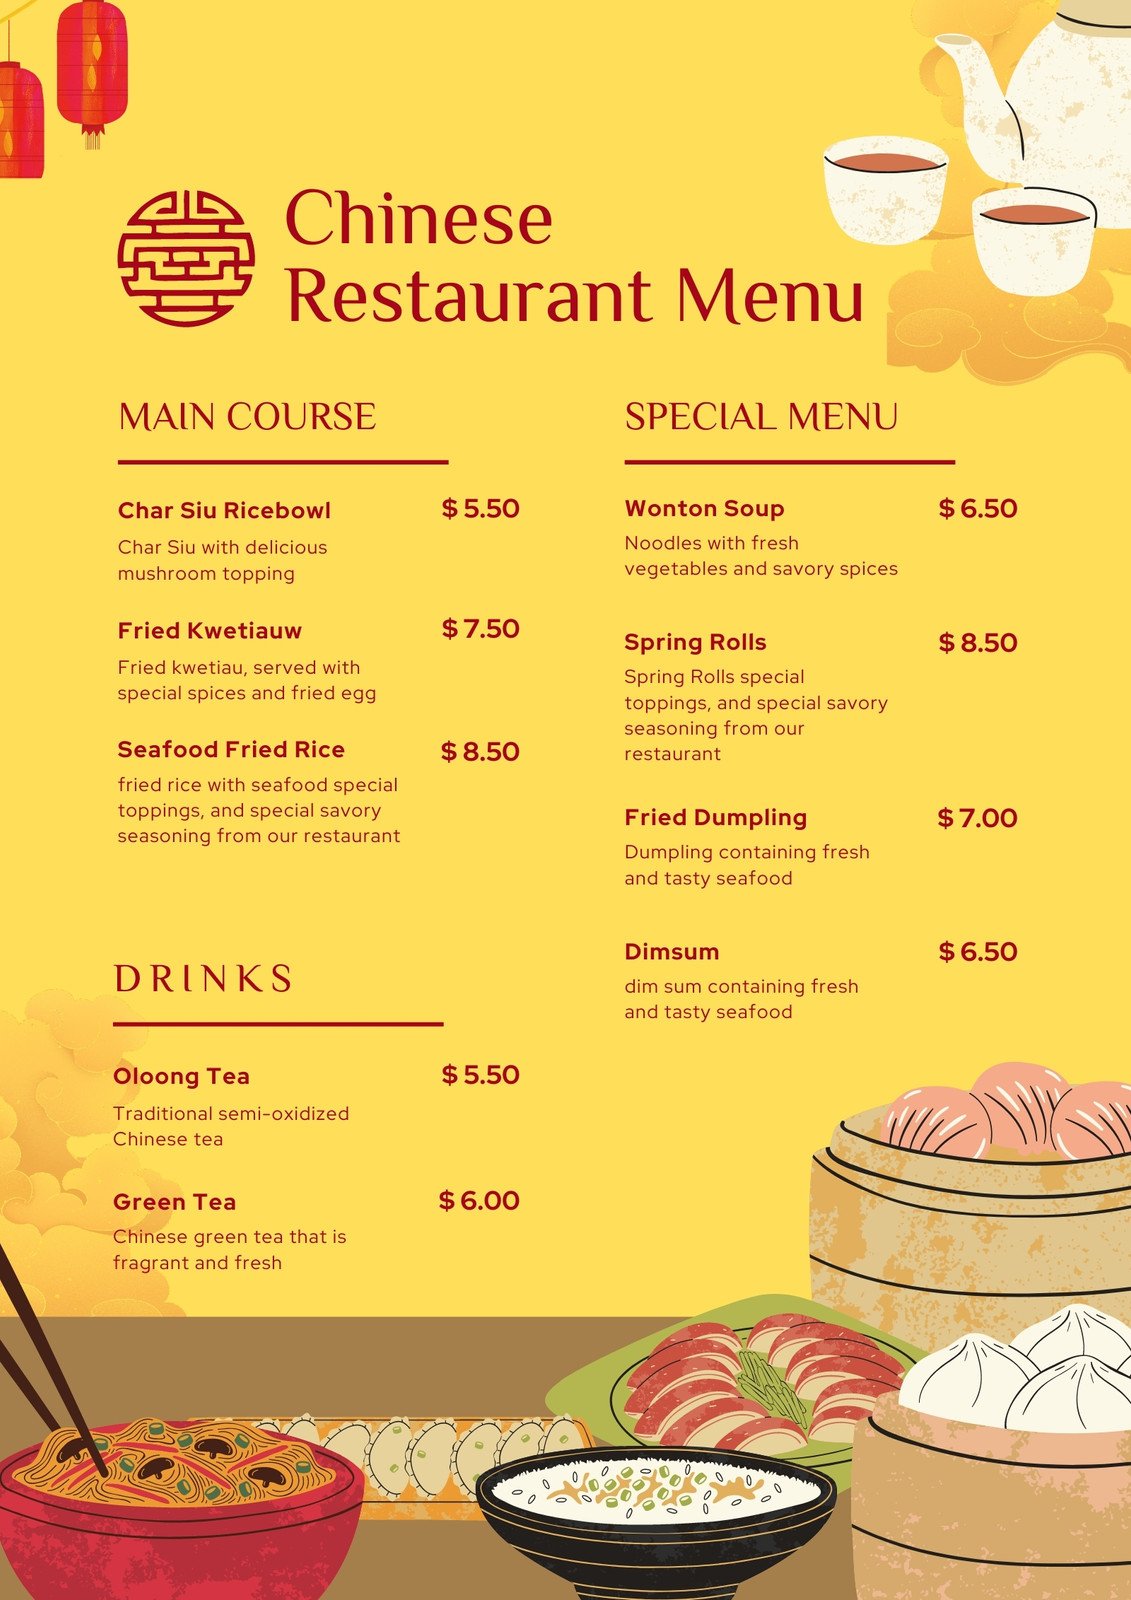 Chinese
Restaurant Menu
MAIN COURSE
Char Siu Ricebowl $ 5.50
Char Siu with delicious
mushroom topping
Fried Kwetiauw $ 7.50
Fried kwetiau, served with
special spices and fried egg
Seafood Fried Rice $ 8.50
fried rice with seafood special
toppings, and special savory
seasoning from our restaurant
DRINKS
Oloong Tea $ 5.50
Traditional semi-oxidized
Chinese tea
Green Tea $ 6.00
Chinese green tea that is
fragrant and fresh
SPECIAL MENU
Wonton Soup $ 6.50
Noodles with fresh
vegetables and savory spices
Spring Rolls $ 8.50
Spring Rolls special
toppings, and special savory
seasoning from our
restaurant
Fried Dumpling $ 7.00
Dumpling containing fresh
and tasty seafood
Dimsum $ 6.50
dim sum containing fresh
and tasty seafood